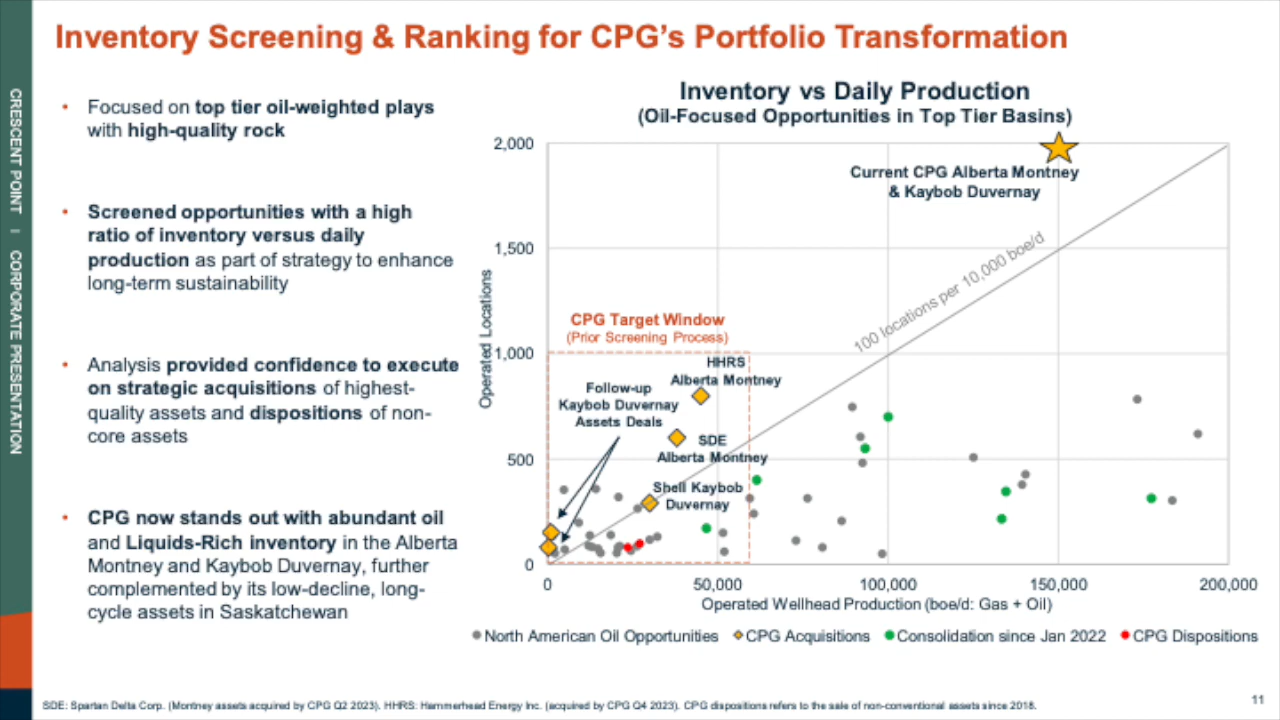 Inventory Screening & Ranking for CPG's Portfolio Transformation
CRESCENT POINT I CORPORATE PRESENTATION
• Focused on top tier oil-weighted plays
with high-quality rock
• Screened opportunities with a high
ratio of inventory versus daily
production as part of strategy to enhance
long-term sustainability
• Analysis provided confidence to execute
on strategic acquisitions of highest-
quality assets and dispositions of non-
core assets
• CPG now stands out with abundant oil
and Liquids-Rich inventory in the Alberta
Montney and Kaybob Duvernay, further
complemented by its low-decline, long-
cycle assets in Saskatchewan
Inventory vs Daily Production
(Oil-Focused Opportunities in Top Tier Basins)
Operated Locations
2,000
1,500
1,000
500
0
Current CPG Alberta Montney
& Kaybob Duvernay
100 locations per 10,000 boe/d
CPG Target Window
(Prior Screening Process)
HHRS
Alberta Montney
Follow-up
Kaybob Duvernay
Assets Deals
SDE
Alberta Montney
Shell Kaybob
Duvernay
0
50,000
100,000
150,000
200,000
Operated Wellhead Production (boe/d: Gas + Oil)
North American Oil Opportunities
CPG Acquisitions
Consolidation since Jan 2022
CPG Dispositions
SDE: Spartan Delta Corp. (Montney assets acquired by CPG Q2 2023). HHRS: Hammerhead Energy Inc. (acquired by CPG Q4 2023). CPG dispositions refers to the sale of non-conventional assets since 2018.
11